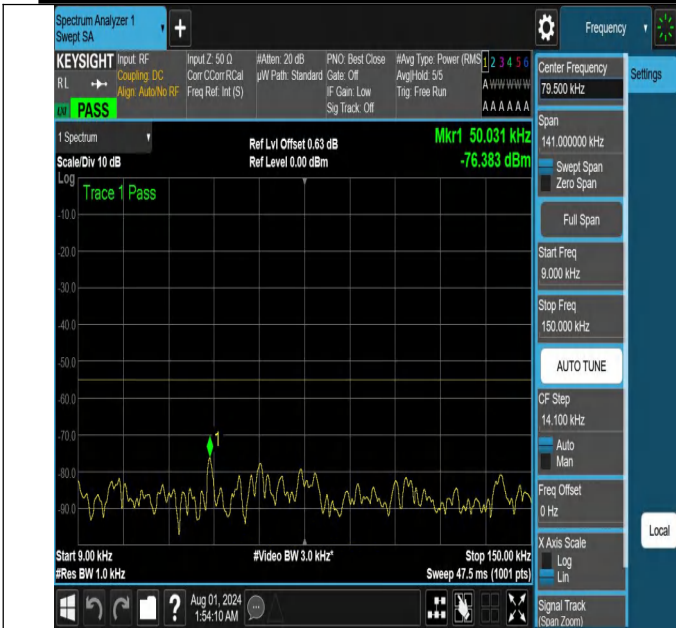 Spectrum Analyzer 1
Swept SA
+
Frequency
KEYSIGHT
RL
PASS
Input: RF
Coupling: DC
Align: Auto/No RF
Input Z: 50 Ω
Corr CCorr RCal
Freq Ref: Int (S)
#Atten: 20 dB
µW Path: Standard
PNO: Best Close
Gate: Off
IF Gain: Low
Sig Track: Off
#Avg Type: Power (RMS
Avg|Hold: 5/5
Trig: Free Run
1 2 3 4 5 6
A W W W W W
A A A A A A
1 Spectrum
Scale/Div 10 dB
Ref Lvl Offset 0.63 dB
Ref Level 0.00 dBm
Mkr1 50.031 kHz
-76.383 dBm
Log
Trace 1 Pass
-10.0
-20.0
-30.0
-40.0
-50.0
-60.0
-70.0
-80.0
-90.0
1
Start 9.00 kHz
#Res BW 1.0 kHz
#Video BW 3.0 kHz*
Stop 150.00 kHz
Sweep 47.5 ms (1001 pts)
Aug 01, 2024
1:54:10 AM
Center Frequency
79.500 kHz
Settings
Span
141.000000 kHz
Swept Span
Zero Span
Full Span
Start Freq
9.000 kHz
Stop Freq
150.000 kHz
AUTO TUNE
CF Step
14.100 kHz
Auto
Man
Freq Offset
0 Hz
X Axis Scale
Log
Lin
Local
Signal Track
(Span Zoom)